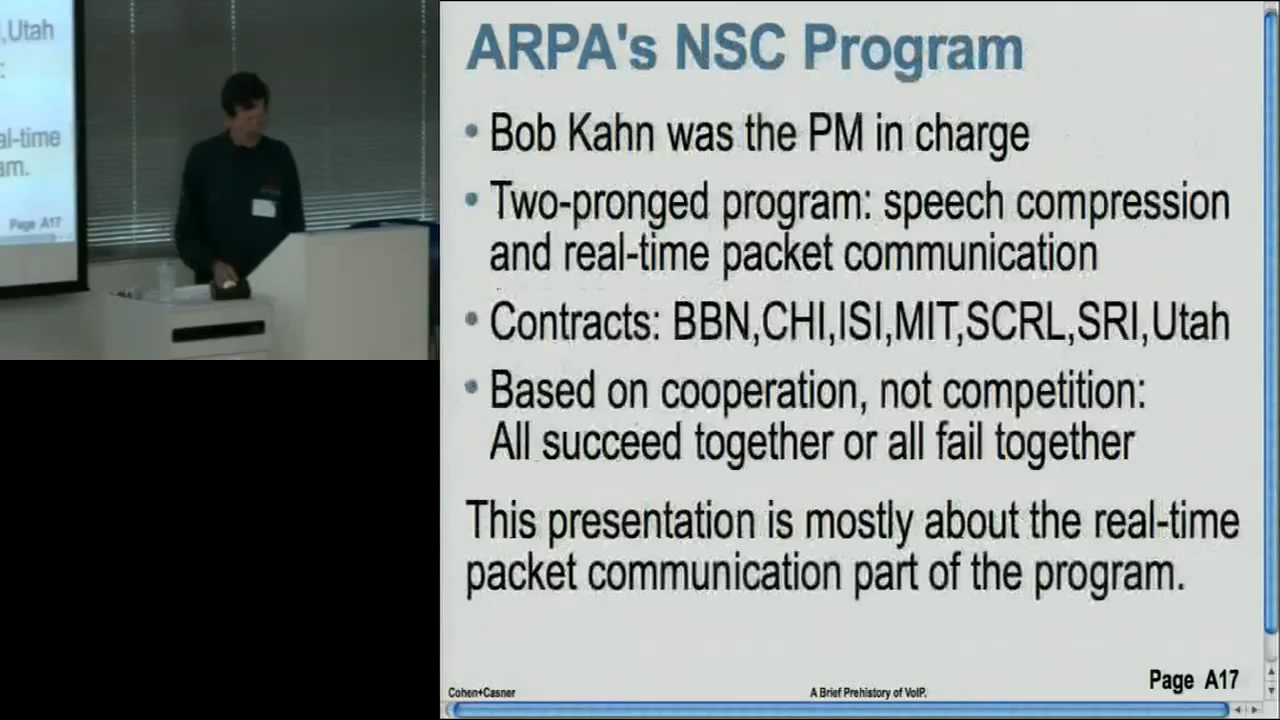 ,Utah
:
al-time
am.
Page A17
ARPA's NSC Program
• Bob Kahn was the PM in charge
• Two-pronged program: speech compression
and real-time packet communication
• Contracts: BBN,CHI,ISI,MIT,SCRL,SRI,Utah
• Based on cooperation, not competition:
All succeed together or all fail together
This presentation is mostly about the real-time
packet communication part of the program.
Page A17
Cohen+Casner
A Brief Prehistory of VoIP.